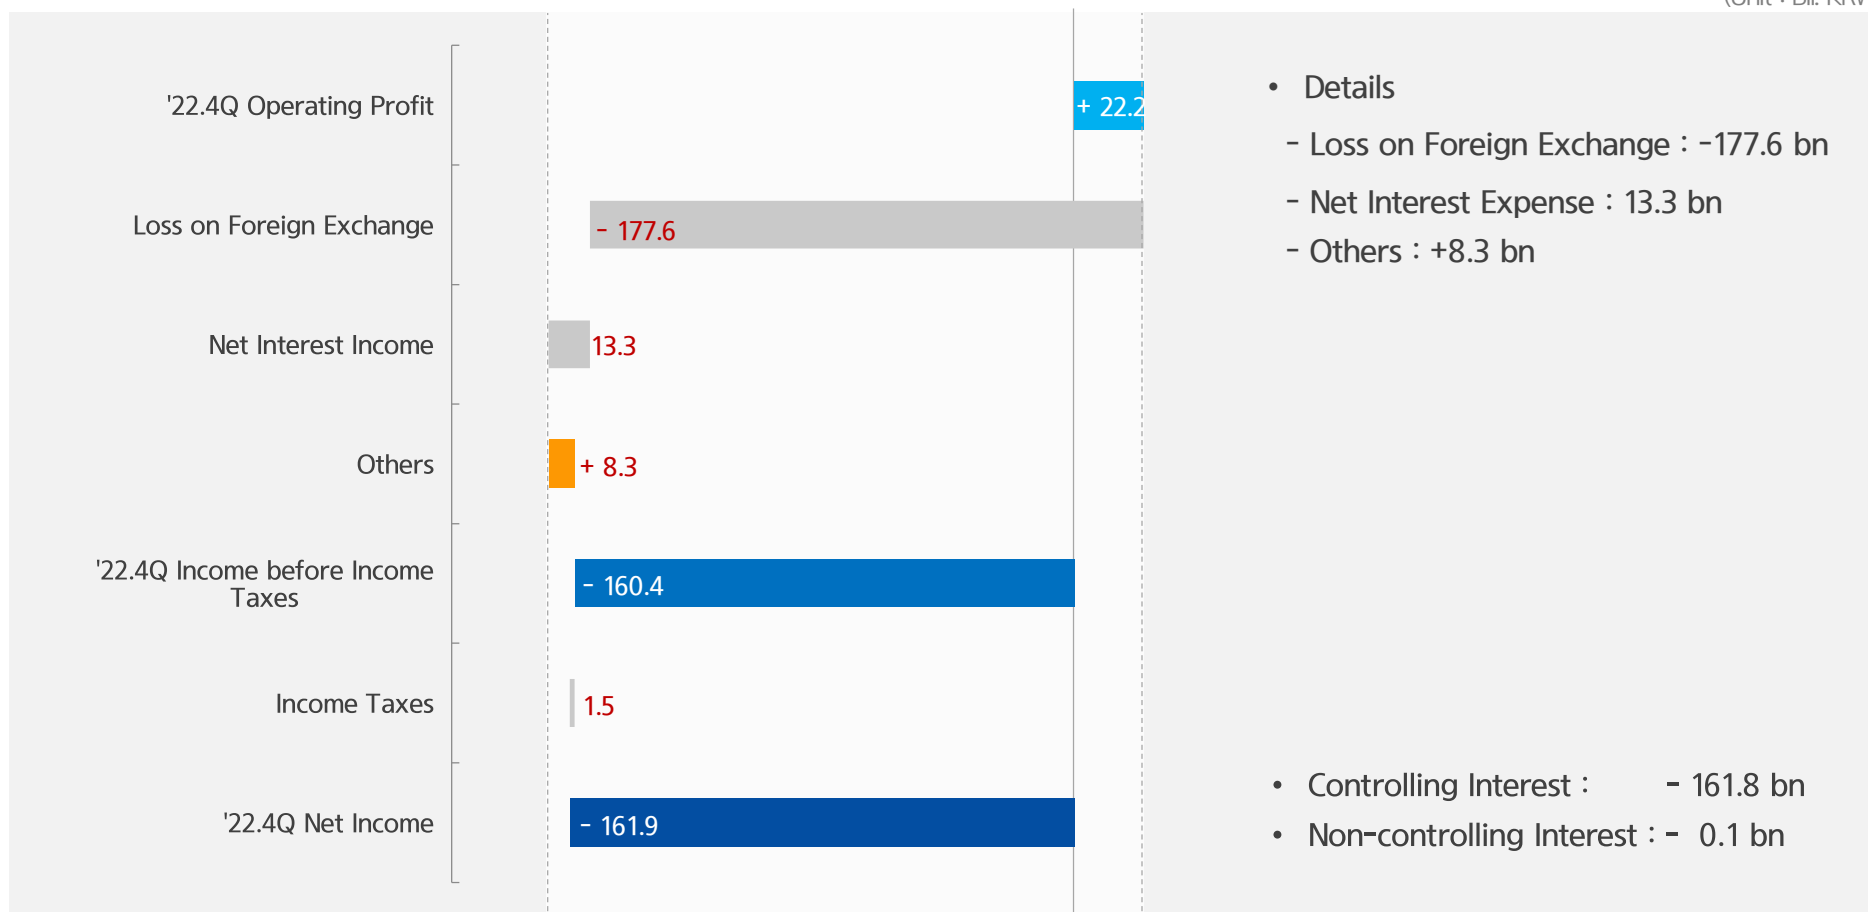 '22.4Q Operating Profit
+ 22.2
Loss on Foreign Exchange
- 177.6
Net Interest Income
13.3
Others
+ 8.3
'22.4Q Income before Income
Taxes
- 160.4
Income Taxes
1.5
'22.4Q Net Income
- 161.9
• Details
- Loss on Foreign Exchange : -177.6 bn
- Net Interest Expense : 13.3 bn
- Others : +8.3 bn
• Controlling Interest : - 161.8 bn
• Non-controlling Interest : - 0.1 bn